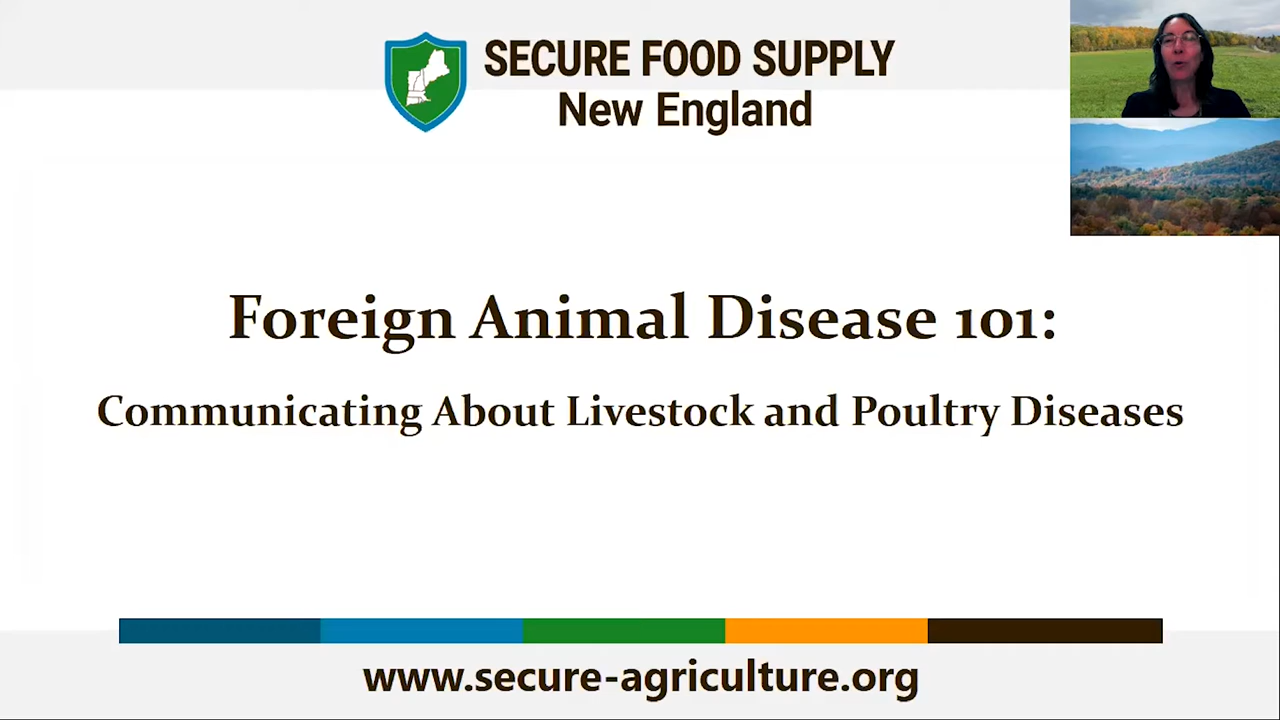 SECURE FOOD SUPPLY
New England
Foreign Animal Disease 101:
Communicating About Livestock and Poultry Diseases
www.secure-agriculture.org